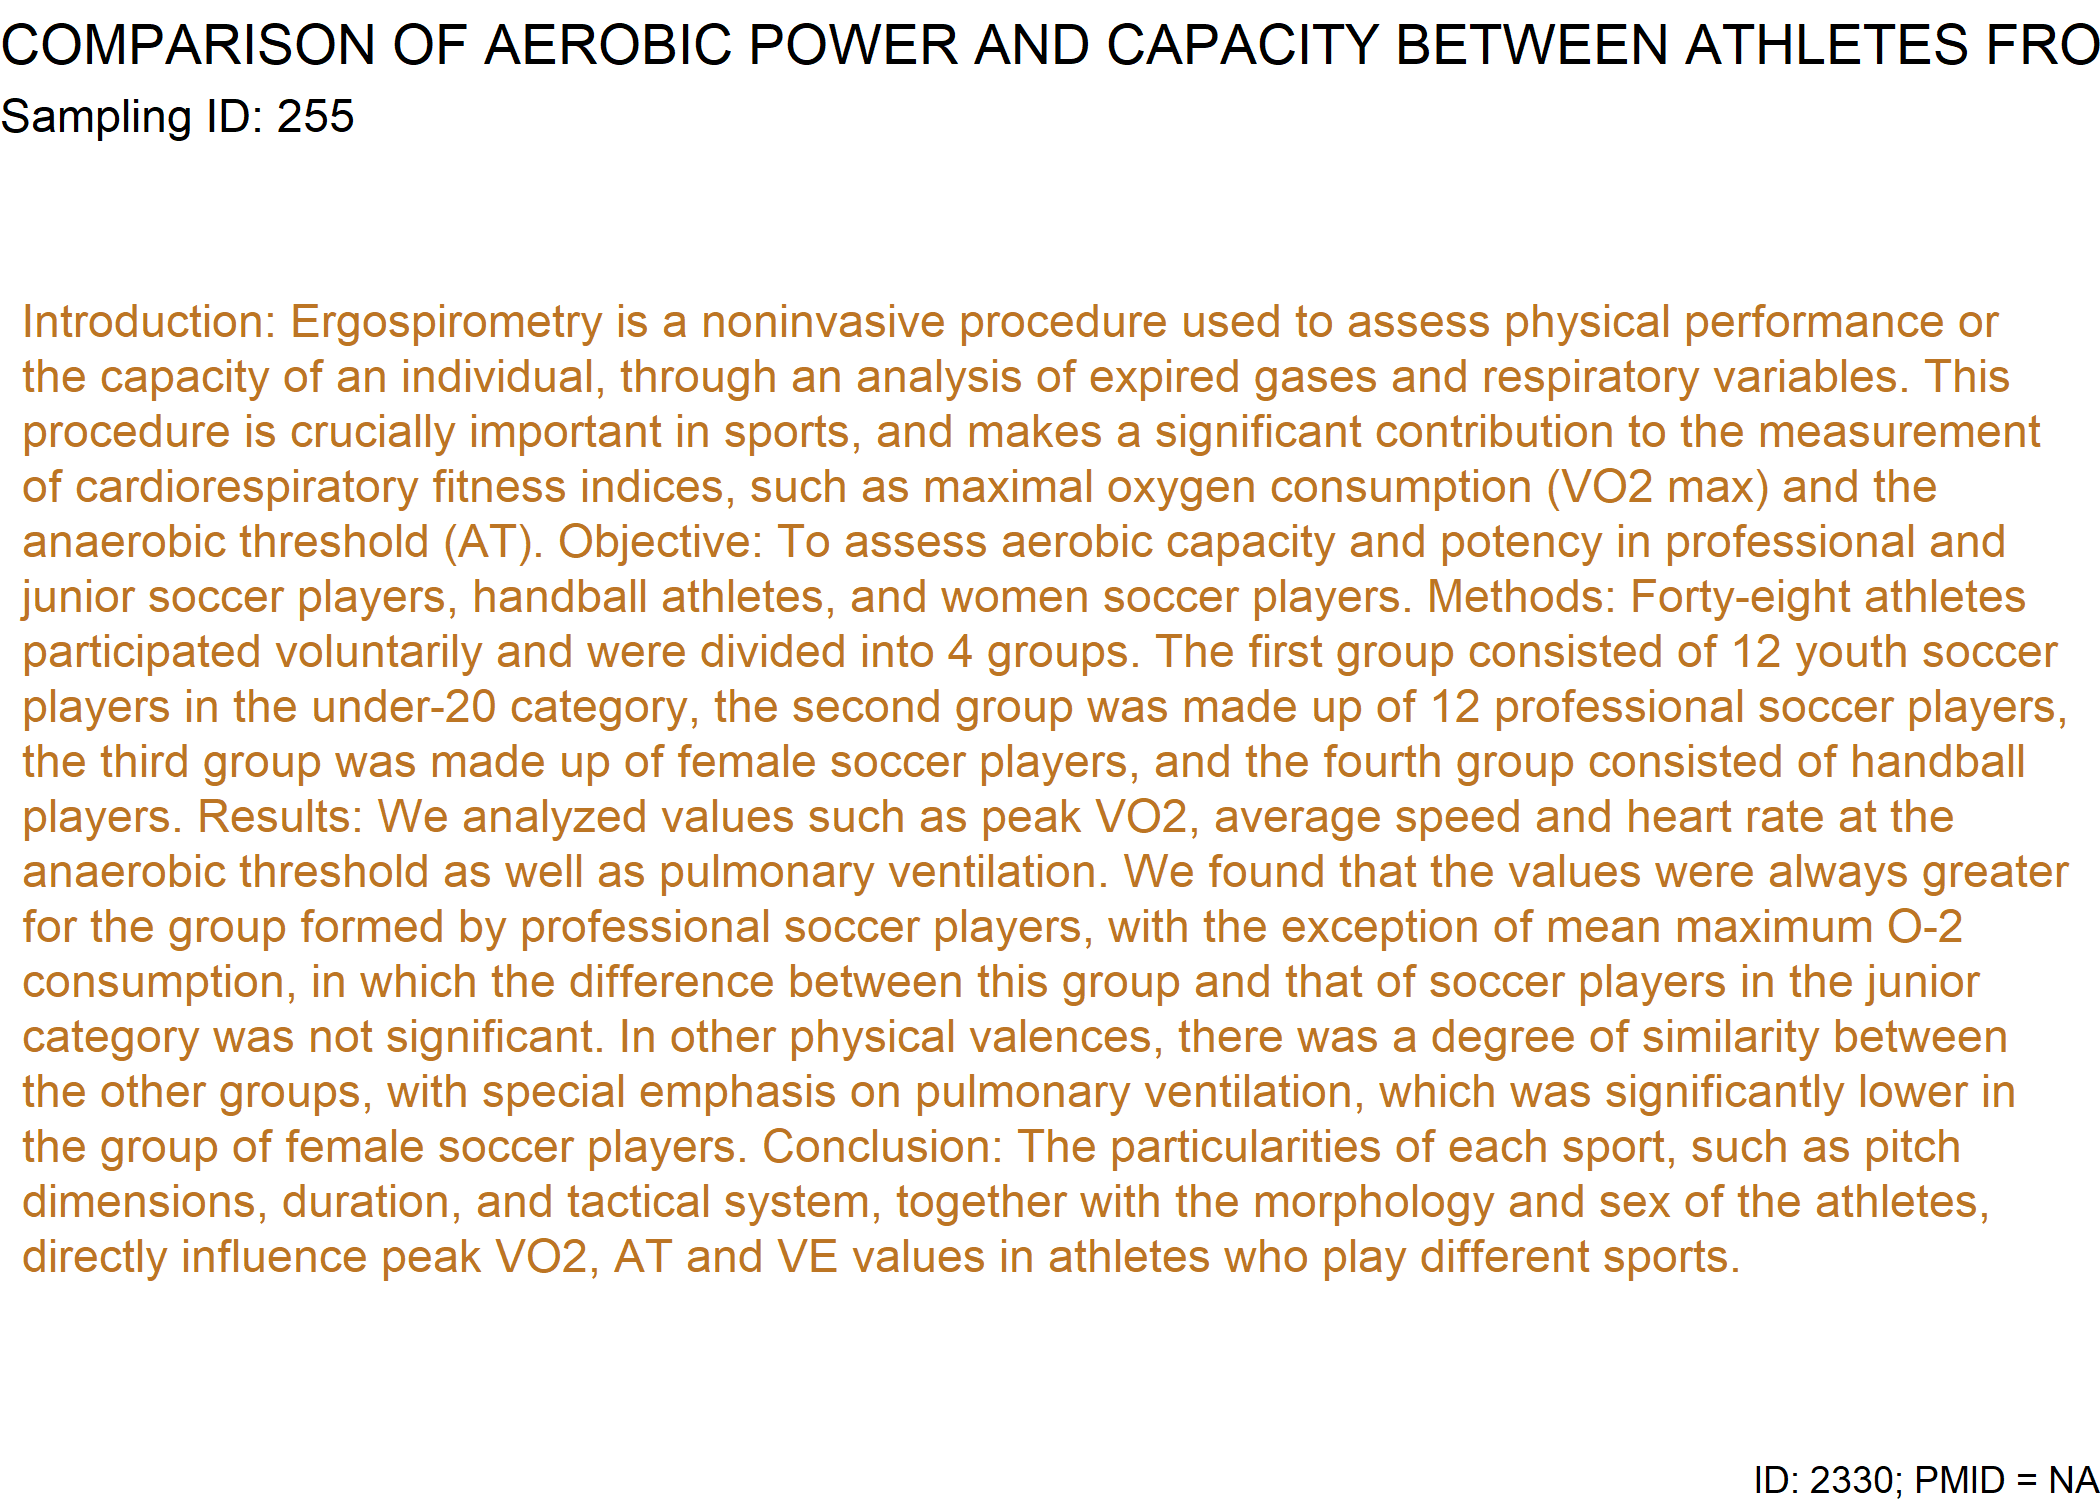 COMPARISON OF AEROBIC POWER AND CAPACITY BETWEEN ATHLETES FRO
Sampling ID: 255
Introduction: Ergospirometry is a noninvasive procedure used to assess physical performance or
the capacity of an individual, through an analysis of expired gases and respiratory variables. This
procedure is crucially important in sports, and makes a significant contribution to the measurement
of cardiorespiratory fitness indices, such as maximal oxygen consumption (VO2 max) and the
anaerobic threshold (AT). Objective: To assess aerobic capacity and potency in professional and
junior soccer players, handball athletes, and women soccer players. Methods: Forty-eight athletes
participated voluntarily and were divided into 4 groups. The first group consisted of 12 youth soccer
players in the under-20 category, the second group was made up of 12 professional soccer players,
the third group was made up of female soccer players, and the fourth group consisted of handball
players. Results: We analyzed values such as peak VO2, average speed and heart rate at the
anaerobic threshold as well as pulmonary ventilation. We found that the values were always greater
for the group formed by professional soccer players, with the exception of mean maximum O-2
consumption, in which the difference between this group and that of soccer players in the junior
category was not significant. In other physical valences, there was a degree of similarity between
the other groups, with special emphasis on pulmonary ventilation, which was significantly lower in
the group of female soccer players. Conclusion: The particularities of each sport, such as pitch
dimensions, duration, and tactical system, together with the morphology and sex of the athletes,
directly influence peak VO2, AT and VE values in athletes who play different sports.
ID: 2330; PMID = NA